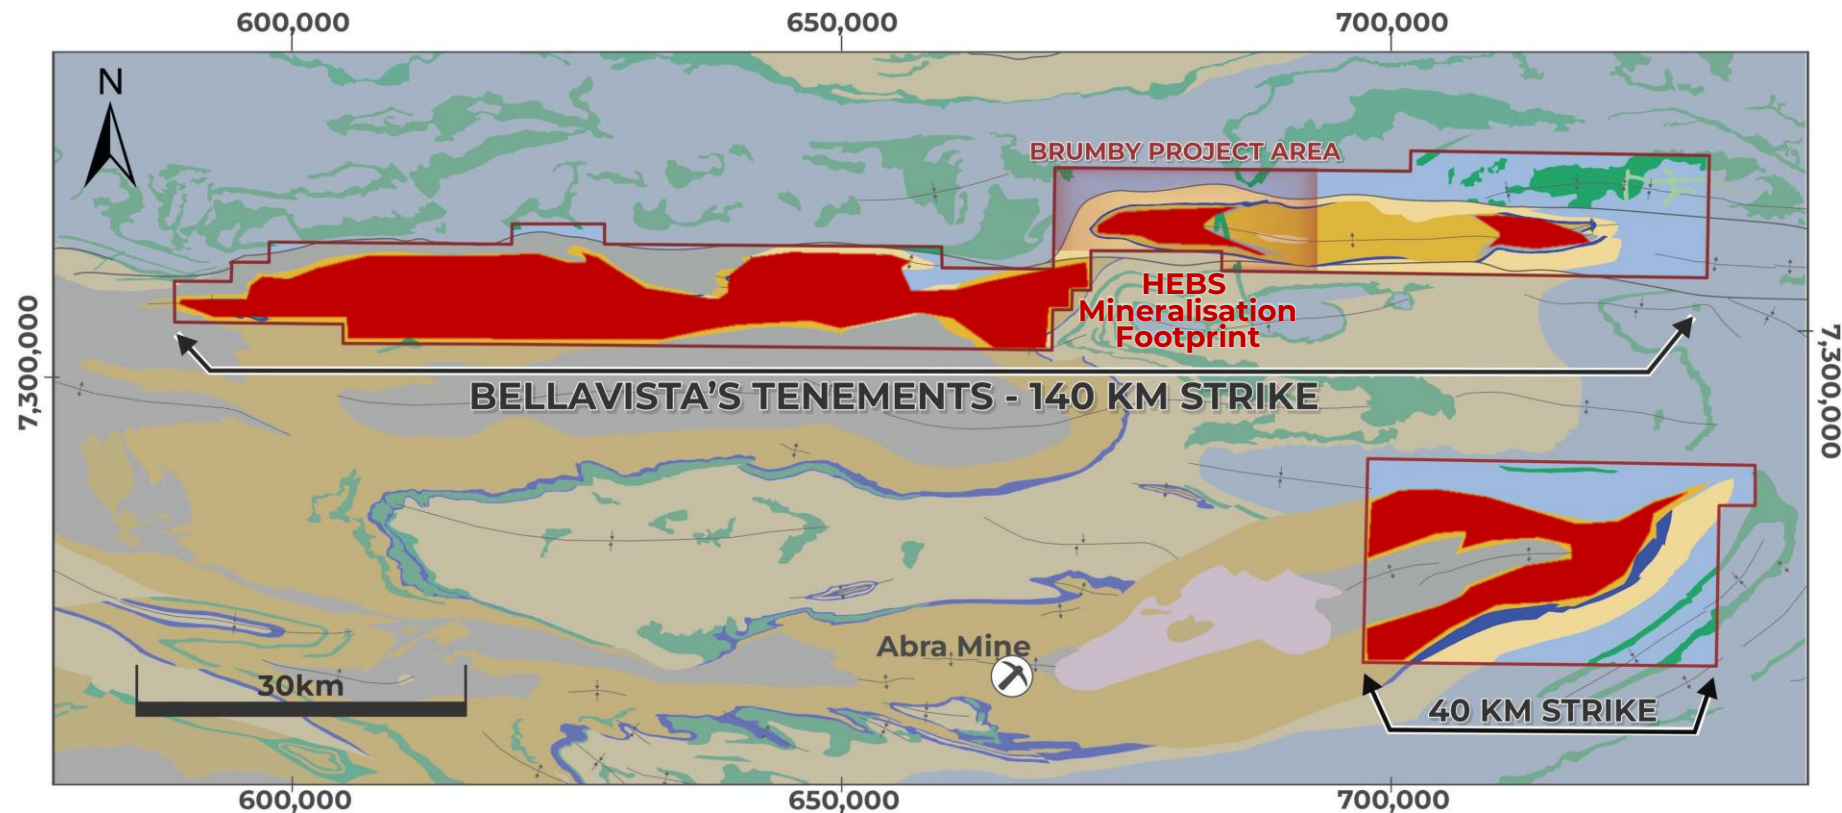 600,000
650,000
700,000
N
BRUMBY PROJECT AREA
HEBS
Mineralisation
Footprint
7,300,000
7,300,000
BELLAVISTA'S TENEMENTS - 140 KM STRIKE
Abra Mine
30km
40 KM STRIKE
600,000
650,000
700,000